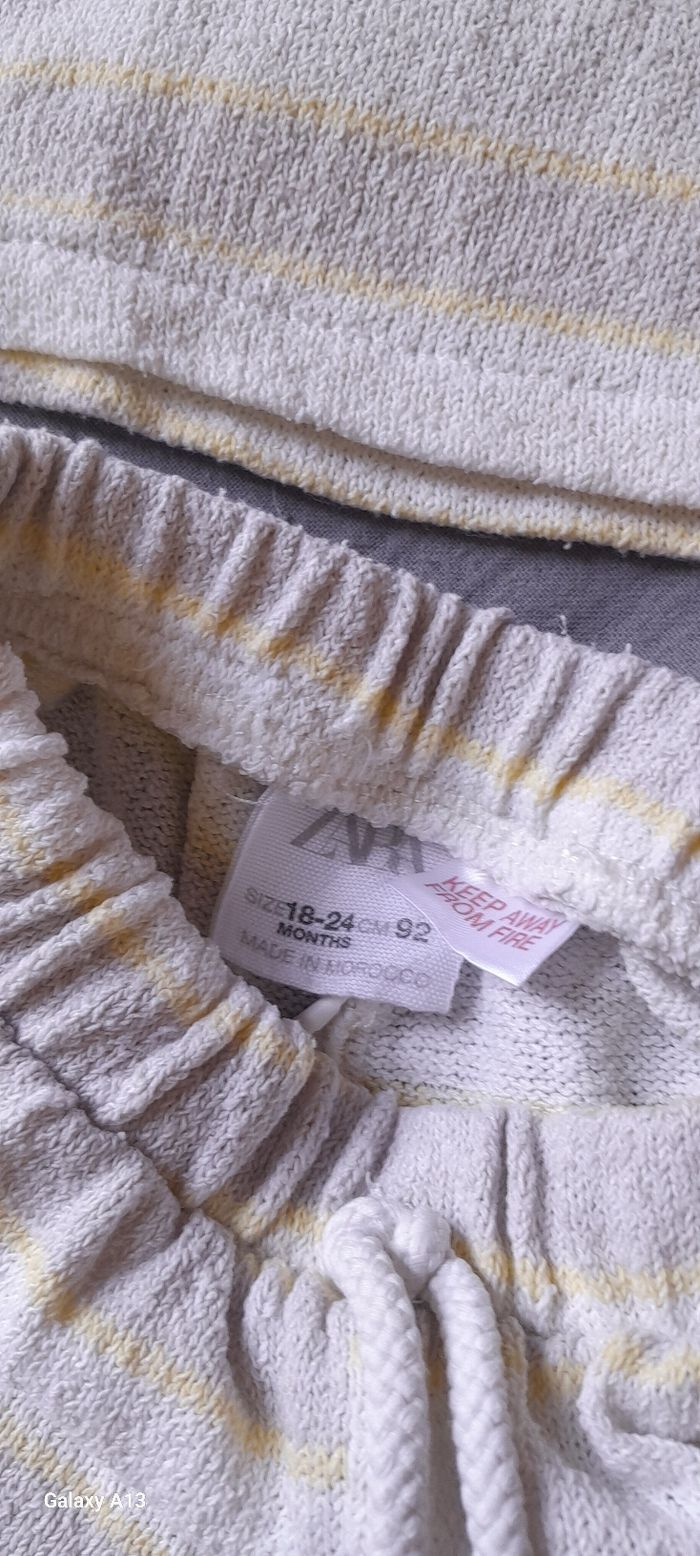 ZARA
SIZE 18-24 CM 92
MONTHS
MADE IN MOROCCO
KEEP AWAY
FROM FIRE
Galaxy A13